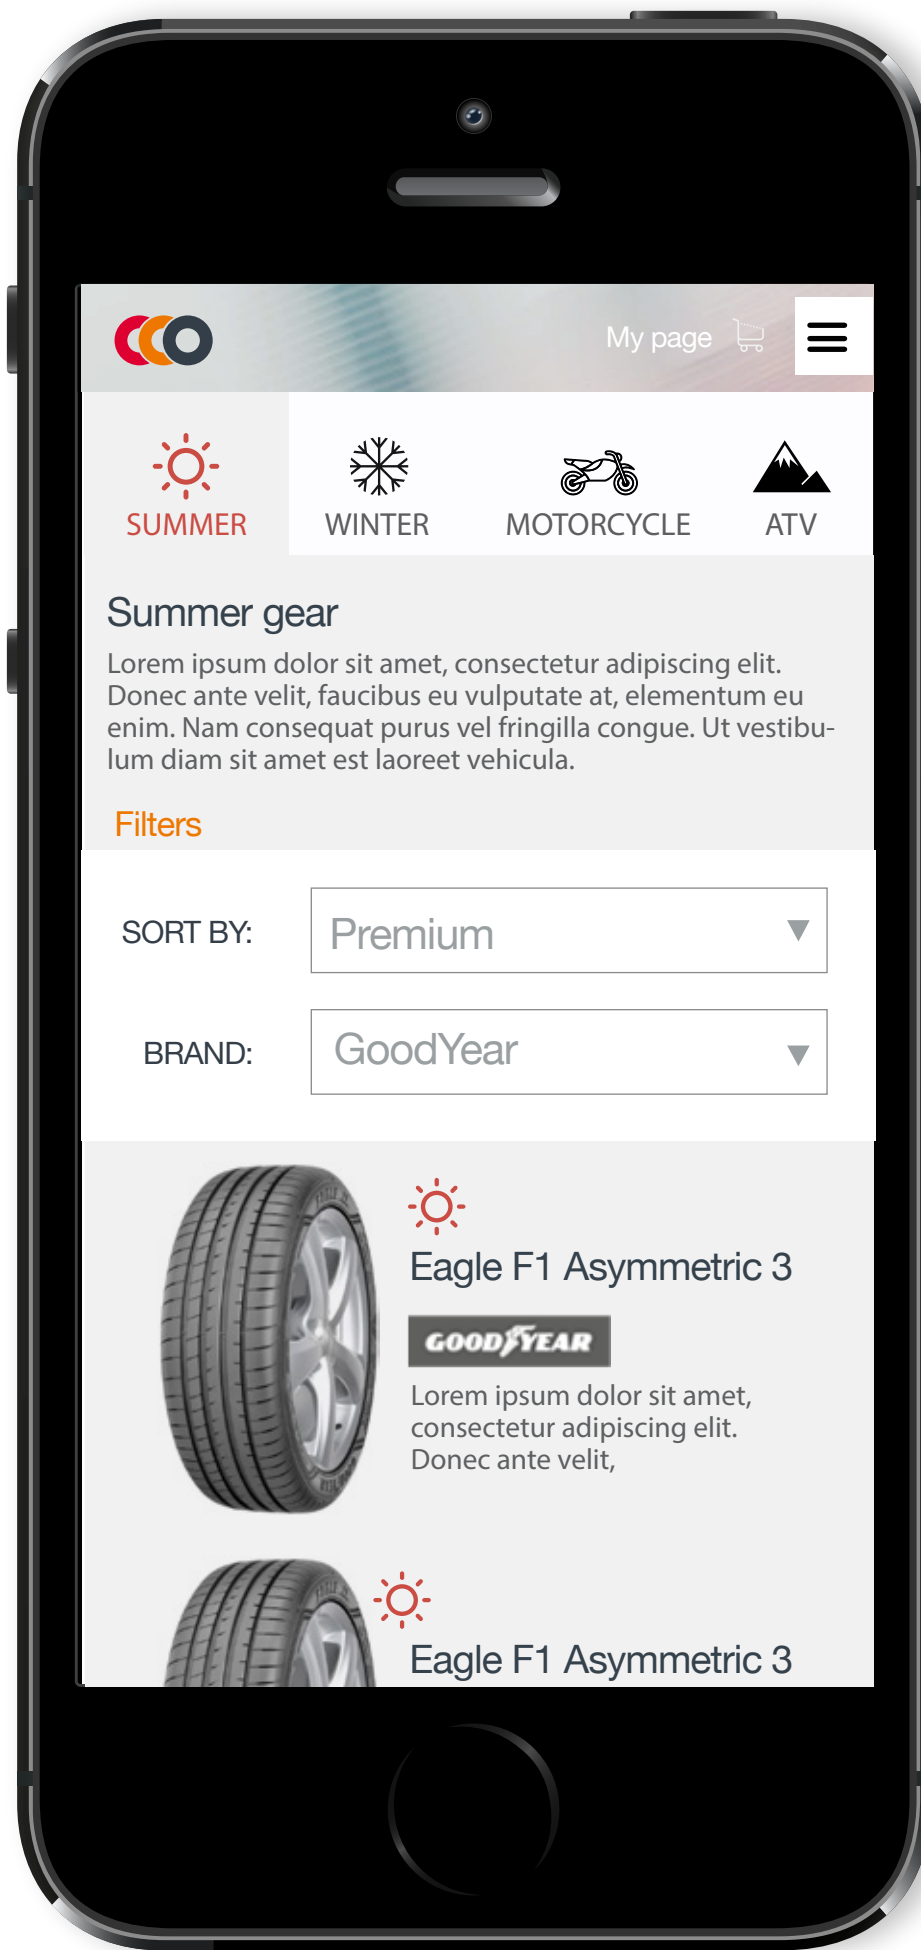 My page
SUMMER
WINTER
MOTORCYCLE
ATV
Summer gear
Lorem ipsum dolor sit amet, consectetur adipiscing elit.
Donec ante velit, faucibus eu vulputate at, elementum eu
enim. Nam consequat purus vel fringilla congue. Ut vestibu-
lum diam sit amet est laoreet vehicula.
Filters
SORT BY:
Premium
BRAND:
GoodYear
Eagle F1 Asymmetric 3
GOODYEAR
Lorem ipsum dolor sit amet,
consectetur adipiscing elit.
Donec ante velit,
Eagle F1 Asymmetric 3